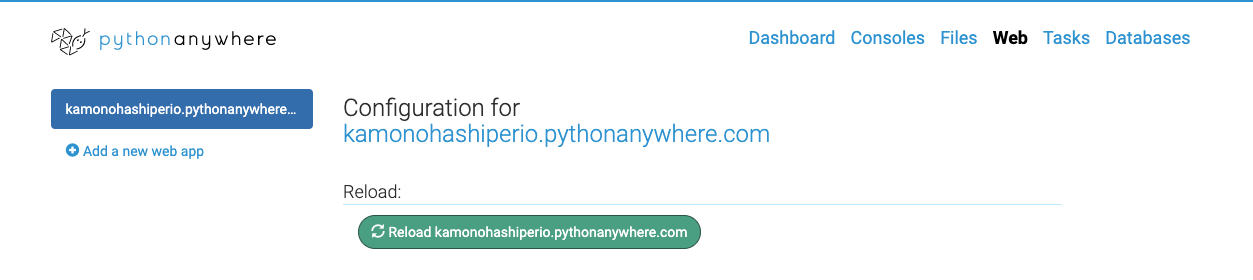 pythonanywhere
Dashboard Consoles Files Web Tasks Databases
kamonohashiperio.pythonanywhere...
Add a new web app
Configuration for
kamonohashiperio.pythonanywhere.com
Reload:
Reload kamonohashiperio.pythonanywhere.com